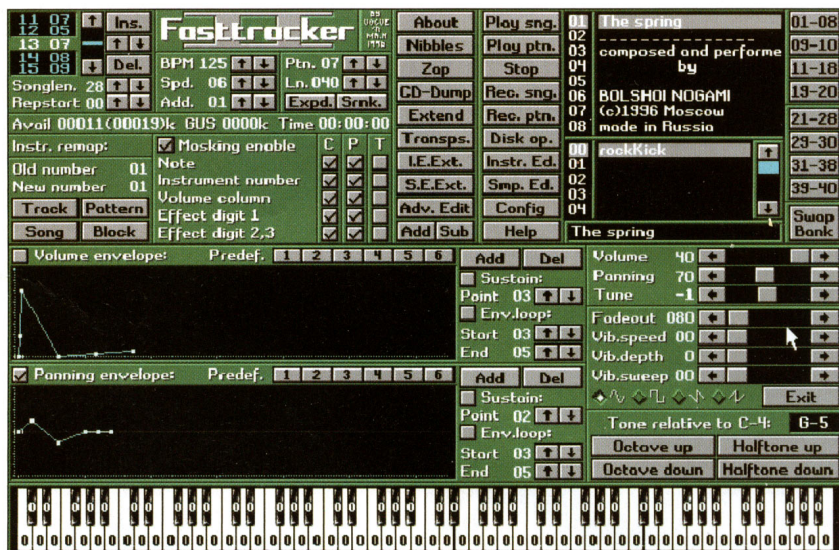 11 07
12 05
13 07
14 08
15 09
Ins.
Del.
Songlen. 28
Repstart 00
Fasttracker
BPM 125
Spd. 06
Add. 01
Ptn. 07
Ln. 040
Expd. Srnk.
Avail 00011(00019)k GUS 0000k Time 00:00:00
Instr. remap:
Old number 01
New number 01
Track Pattern
Song Block
Masking enable C P T
Note
Instrument number
Volume column
Effect digit 1
Effect digit 2,3
About
Nibbles
Zap
CD-Dump
Extend
Transps.
I.E.Ext.
S.E.Ext.
Adv. Edit
Add Sub
Play sng.
Play ptn.
Stop
Rec. sng.
Rec. ptn.
Disk op.
Instr. Ed.
Smp. Ed.
Config
Help
01 The spring
02 --------------------
03 composed and performe
04 by
05
06 BOLSHOI NOGAMI
07 (c)1996 Moscow
08 made in Russia
00 rockKick
01
02
03
04
The spring
01-08
09-10
11-18
19-20
21-28
29-30
31-38
39-40
Swap Bank
Volume envelope: Predef. 1 2 3 4 5 6
Add Del
Sustain:
Point 03
Env.loop:
Start 03
End 05
Panning envelope: Predef. 1 2 3 4 5 6
Add Del
Sustain:
Point 02
Env.loop:
Start 03
End 05
Volume 40
Panning 70
Tune -1
Fadeout 080
Vib.speed 00
Vib.depth 0
Vib.sweep 00
Exit
Tone relative to C-4: G-5
Octave up Halftone up
Octave down Halftone down